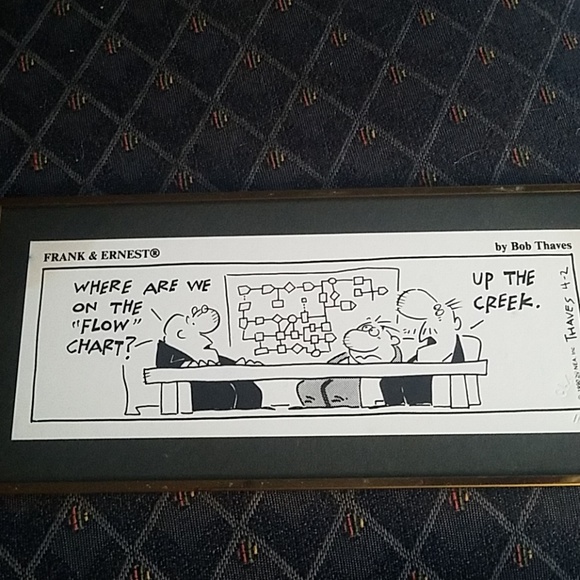 FRANK & ERNEST®
by Bob Thaves
WHERE ARE WE
ON THE
"FLOW"
CHART?
UP THE
CREEK.
THAVES 4-2